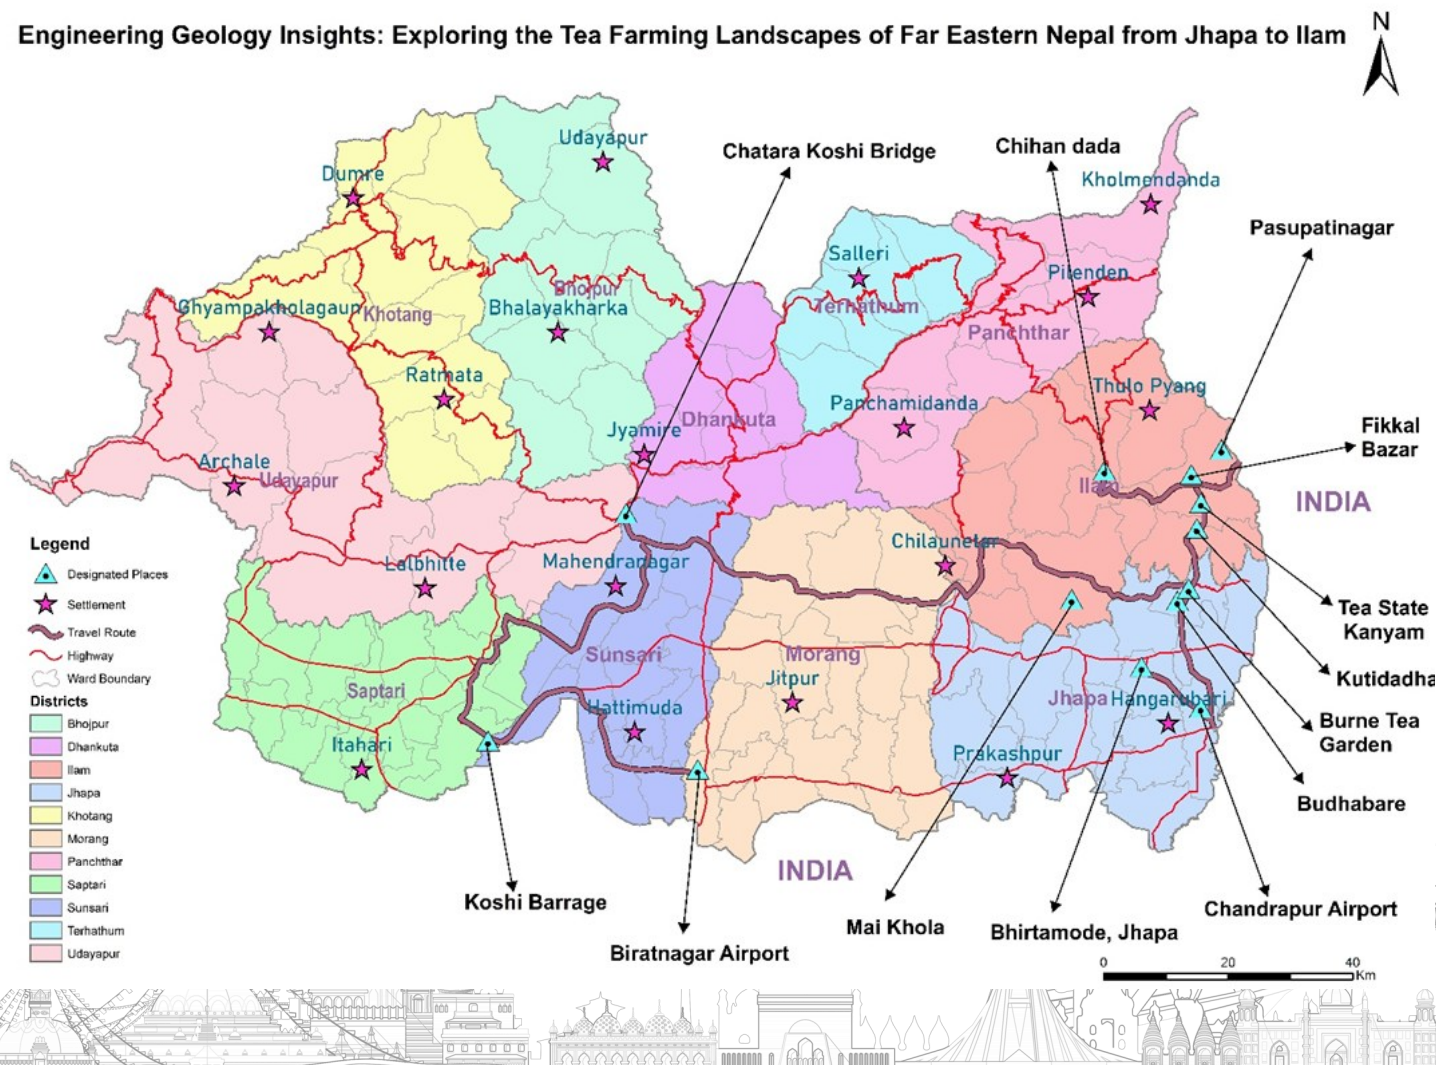 Engineering Geology Insights: Exploring the Tea Farming Landscapes of Far Eastern Nepal from Jhapa to Ilam
N
Udayapur
Chatara Koshi Bridge
Chihan dada
Dumre
Kholmendanda
Pasupatinagar
Salleri
Pilenden
Bhojpur
Ghyampakholagaun
Khotang
Bhalayakharka
Terhathum
Panchthar
Ratmata
Thulo Pyang
Panchamidanda
Dhankuta
Jyamire
Fikkal
Bazar
Archale
Udayapur
Ilam
INDIA
Chilaunetar
Lalbhitte
Mahendranagar
Tea State
Kanyam
Sunsari
Morang
Kutidadha
Saptari
Jitpur
Jhapa
Hangarubari
Hattimuda
Burne Tea
Garden
Itahari
Prakashpur
Budhabare
INDIA
Koshi Barrage
Chandrapur Airport
Mai Khola
Bhirtamode, Jhapa
Biratnagar Airport
Legend
Designated Places
Settlement
Travel Route
Highway
Ward Boundary
Districts
Bhojpur
Dhankuta
Ilam
Jhapa
Khotang
Morang
Panchthar
Saptari
Sunsari
Terhathum
Udayapur
0 20 40
Km